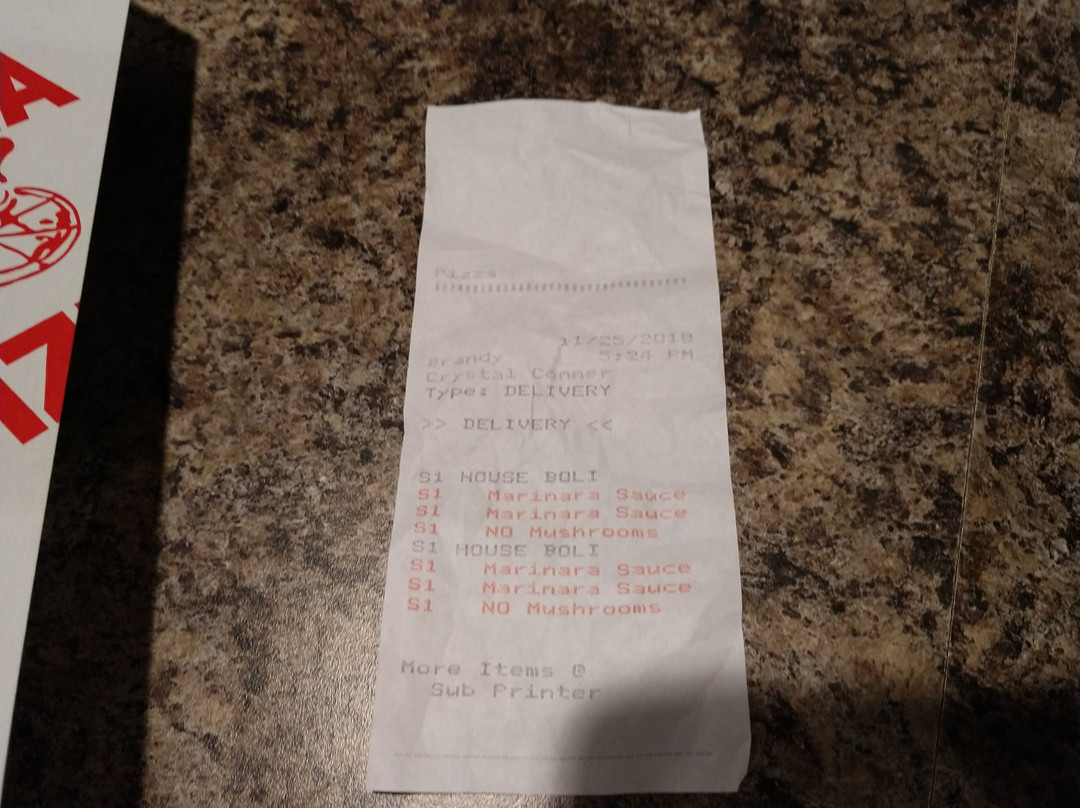 A
Pizza
11/25/2018
Brandy 5:24 PM
Crystal Conner
Type: DELIVERY
>> DELIVERY <<
S1 HOUSE BOLI
S1 Marinara Sauce
S1 Marinara Sauce
S1 NO Mushrooms
S1 HOUSE BOLI
S1 Marinara Sauce
S1 Marinara Sauce
S1 NO Mushrooms
More Items @
Sub Printer